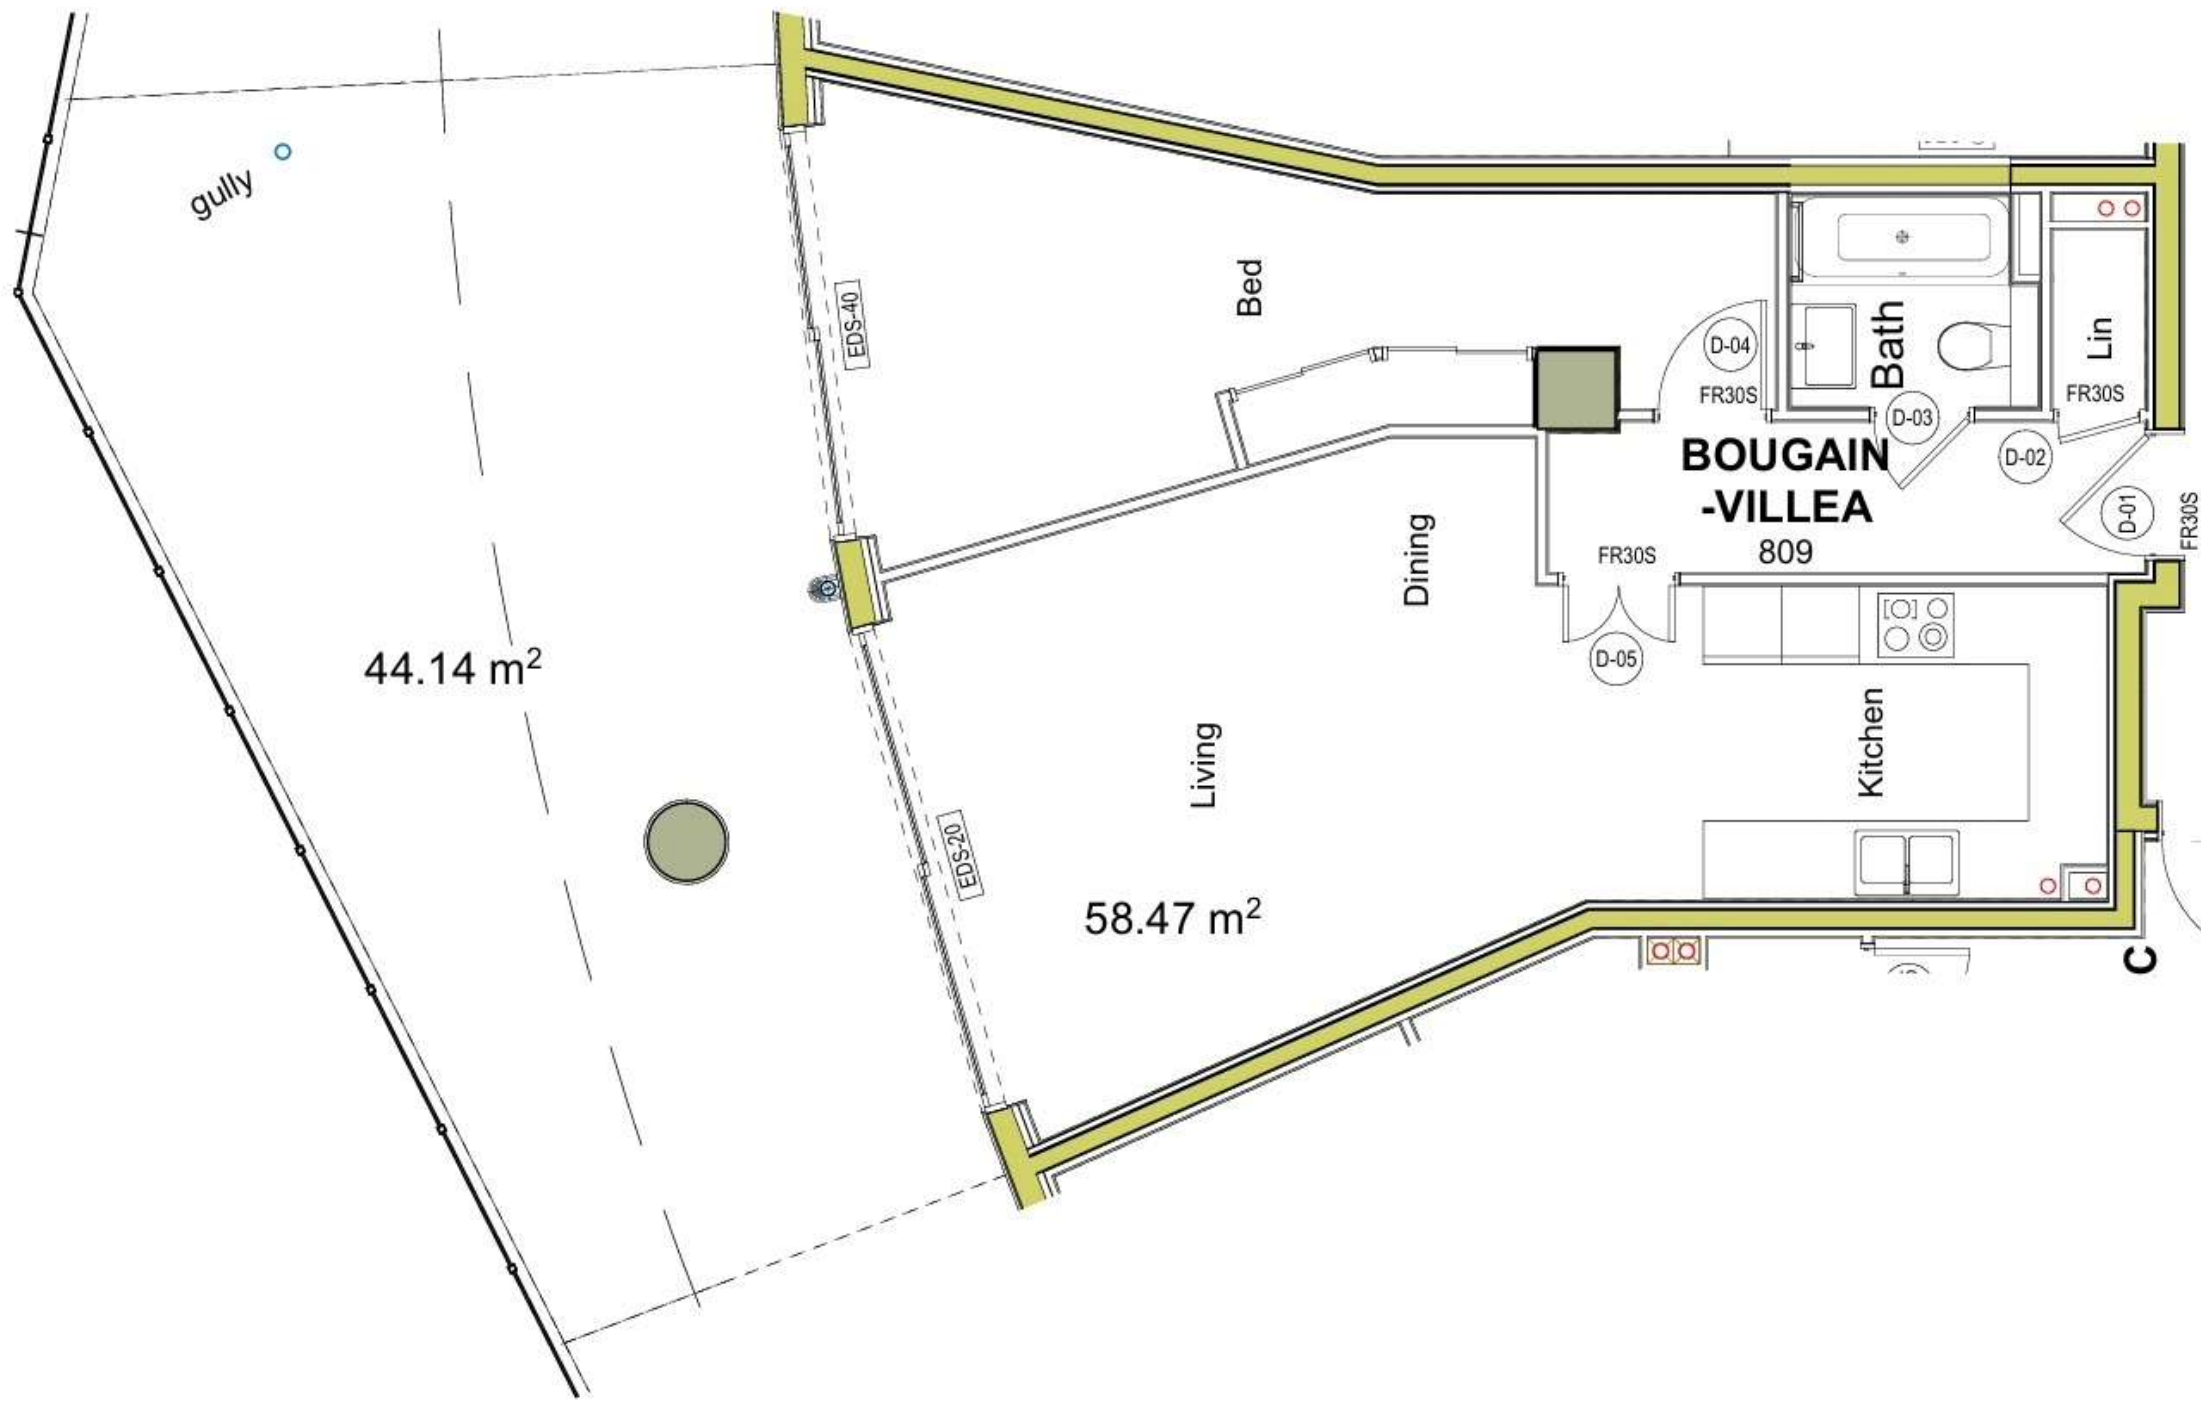 gully
EDS-40
Bed
D-04
FR30S
Bath
Lin
FR30S
D-03
D-02
BOUGAIN
-VILLEA
809
D-01
FR30S
FR30S
Dining
D-05
44.14 m²
Living
Kitchen
EDS-20
58.47 m²
C